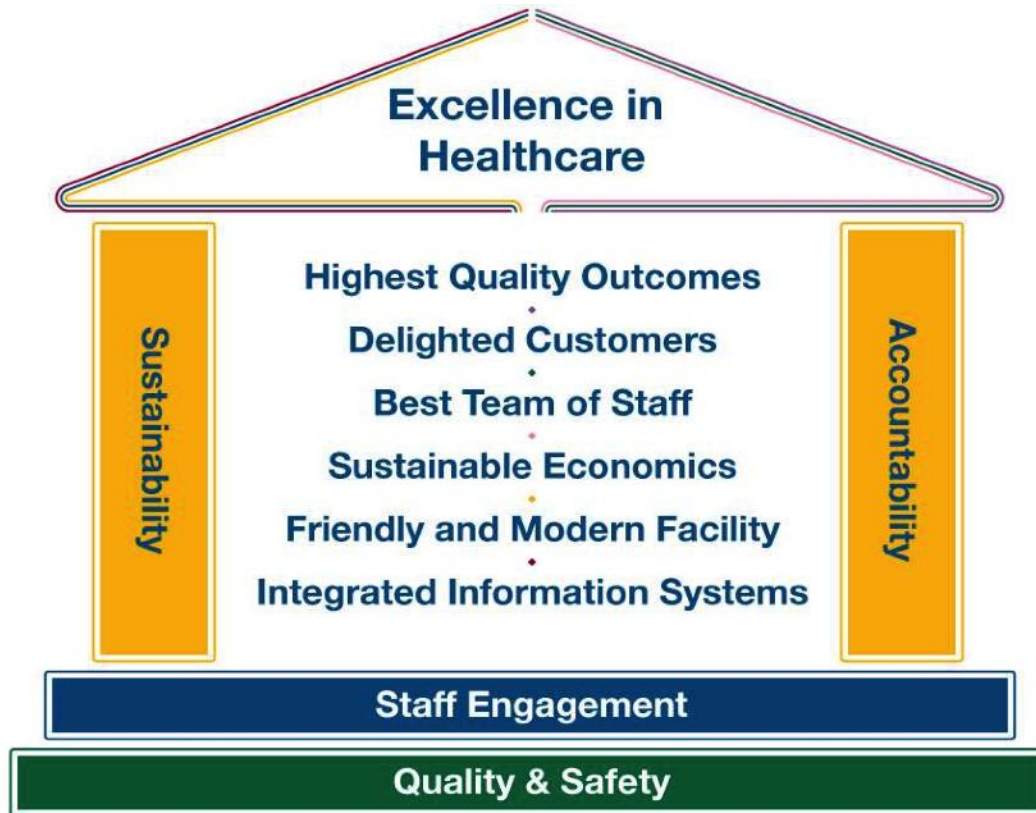 Excellence in
Healthcare
Sustainability
Highest Quality Outcomes
Delighted Customers
Best Team of Staff
Sustainable Economics
Friendly and Modern Facility
Integrated Information Systems
Accountability
Staff Engagement
Quality & Safety